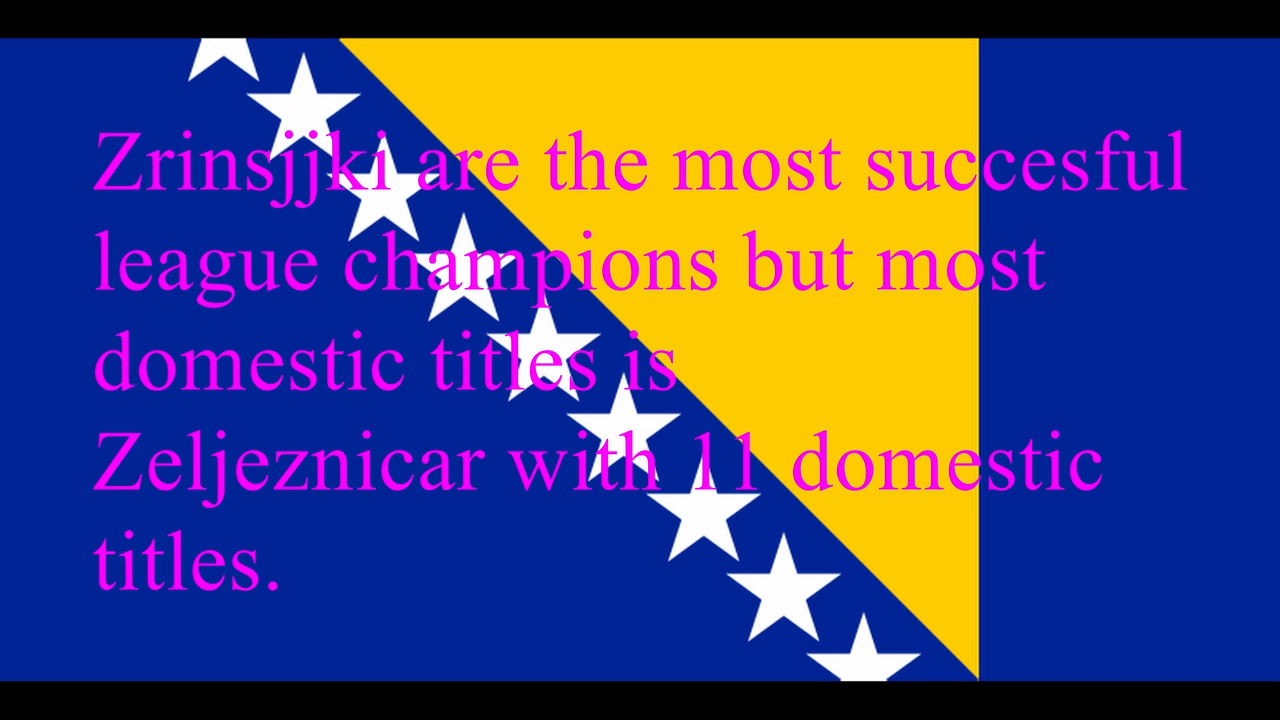 Zrinsjjki are the most succesful
league champions but most
domestic titles is
Zeljeznicar with 11 domestic
titles.